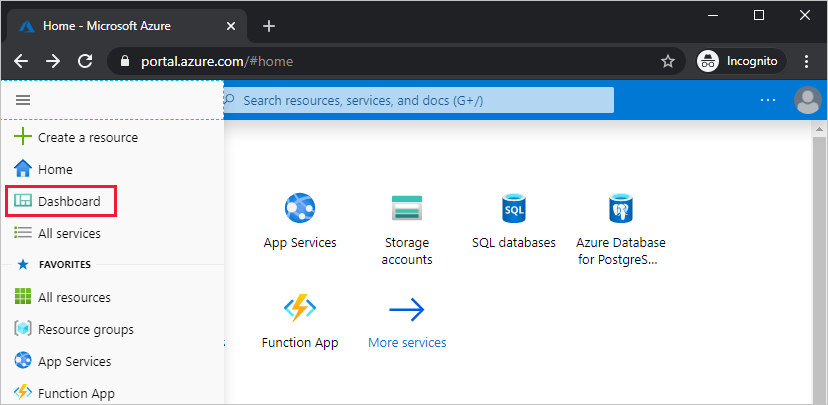 Home - Microsoft Azure
portal.azure.com/#home
Incognito
Search resources, services, and docs (G+/)
Create a resource
Home
Dashboard
All services
FAVORITES
All resources
Resource groups
App Services
Function App
App Services
Storage
accounts
SQL
SQL databases
Azure Database
for PostgreS...
Function App
More services